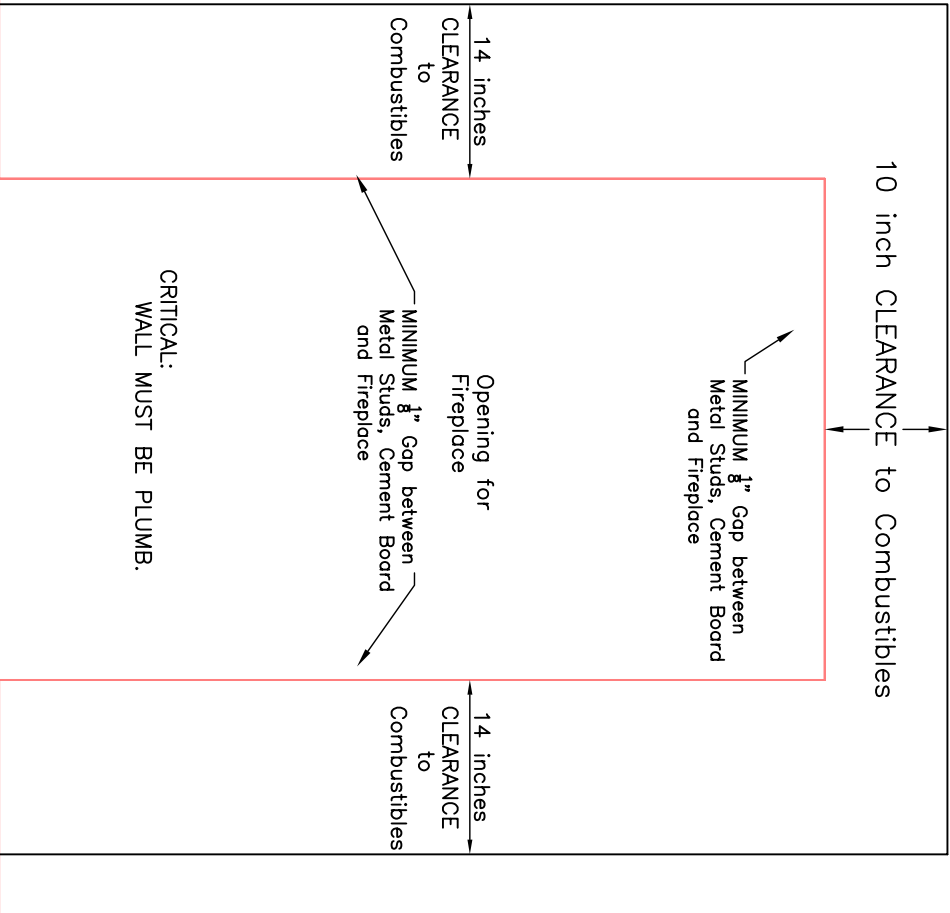 10 inch CLEARANCE to Combustibles
MINIMUM 1/8" Gap between
Metal Studs, Cement Board
and Fireplace
14 inches
CLEARANCE
to
Combustibles
Opening for
Fireplace
14 inches
CLEARANCE
to
Combustibles
MINIMUM 1/8" Gap between
Metal Studs, Cement Board
and Fireplace
CRITICAL:
WALL MUST BE PLUMB.